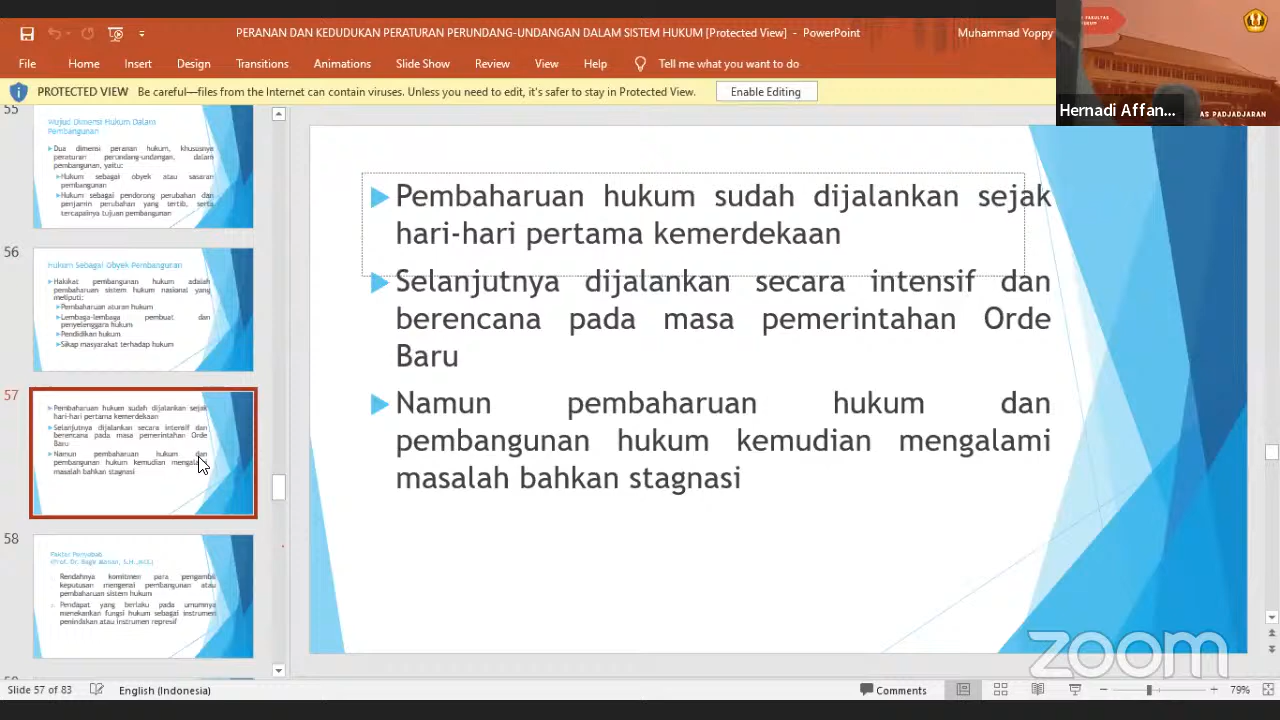 PERANAN DAN KEDUDUKAN PERATURAN PERUNDANG-UNDANGAN DALAM SISTEM HUKUM [Protected View] - PowerPoint
Muhammad Yoppy
File Home Insert Design Transitions Animations Slide Show Review View Help Tell me what you want to do
PROTECTED VIEW Be careful—files from the Internet can contain viruses. Unless you need to edit, it's safer to stay in Protected View. Enable Editing
Hernadi Affan...
AS PADJADJARAN
55
Wujud Dimensi Hukum Dalam
Pembangunan
Dua dimensi peranan hukum, khususnya
peraturan perundang-undangan, dalam
pembangunan, yaitu:
Hukum sebagai obyek atau sasaran
pembangunan
Hukum sebagai pendorong perubahan dan
penjamin perubahan yang tertib, serta
tercapainya tujuan pembangunan
56
Hukum Sebagai Obyek Pembangunan
Hakikat pembangunan hukum adalah
pembaharuan sistem hukum nasional yang
meliputi:
Pembaharuan aturan hukum
Lembaga-lembaga pembuat dan
penyelenggara hukum
Pendidikan hukum
Sikap masyarakat terhadap hukum
57
Pembaharuan hukum sudah dijalankan sejak
hari-hari pertama kemerdekaan
Selanjutnya dijalankan secara intensif dan
berencana pada masa pemerintahan Orde
Baru
Namun pembaharuan hukum dan
pembangunan hukum kemudian mengalami
masalah bahkan stagnasi
58
Faktor Penyebab
Rendahnya komitmen para pengambil
keputusan mengenai pembangunan atau
pembaharuan sistem hukum
Pendapat yang berlaku pada umumnya
menekankan fungsi hukum sebagai instrumen
penindakan atau instrumen represif
Pembaharuan hukum sudah dijalankan sejak
hari-hari pertama kemerdekaan
Selanjutnya dijalankan secara intensif dan
berencana pada masa pemerintahan Orde
Baru
Namun pembaharuan hukum dan
pembangunan hukum kemudian mengalami
masalah bahkan stagnasi
zoom
Slide 57 of 83 English (Indonesia) Comments 79%